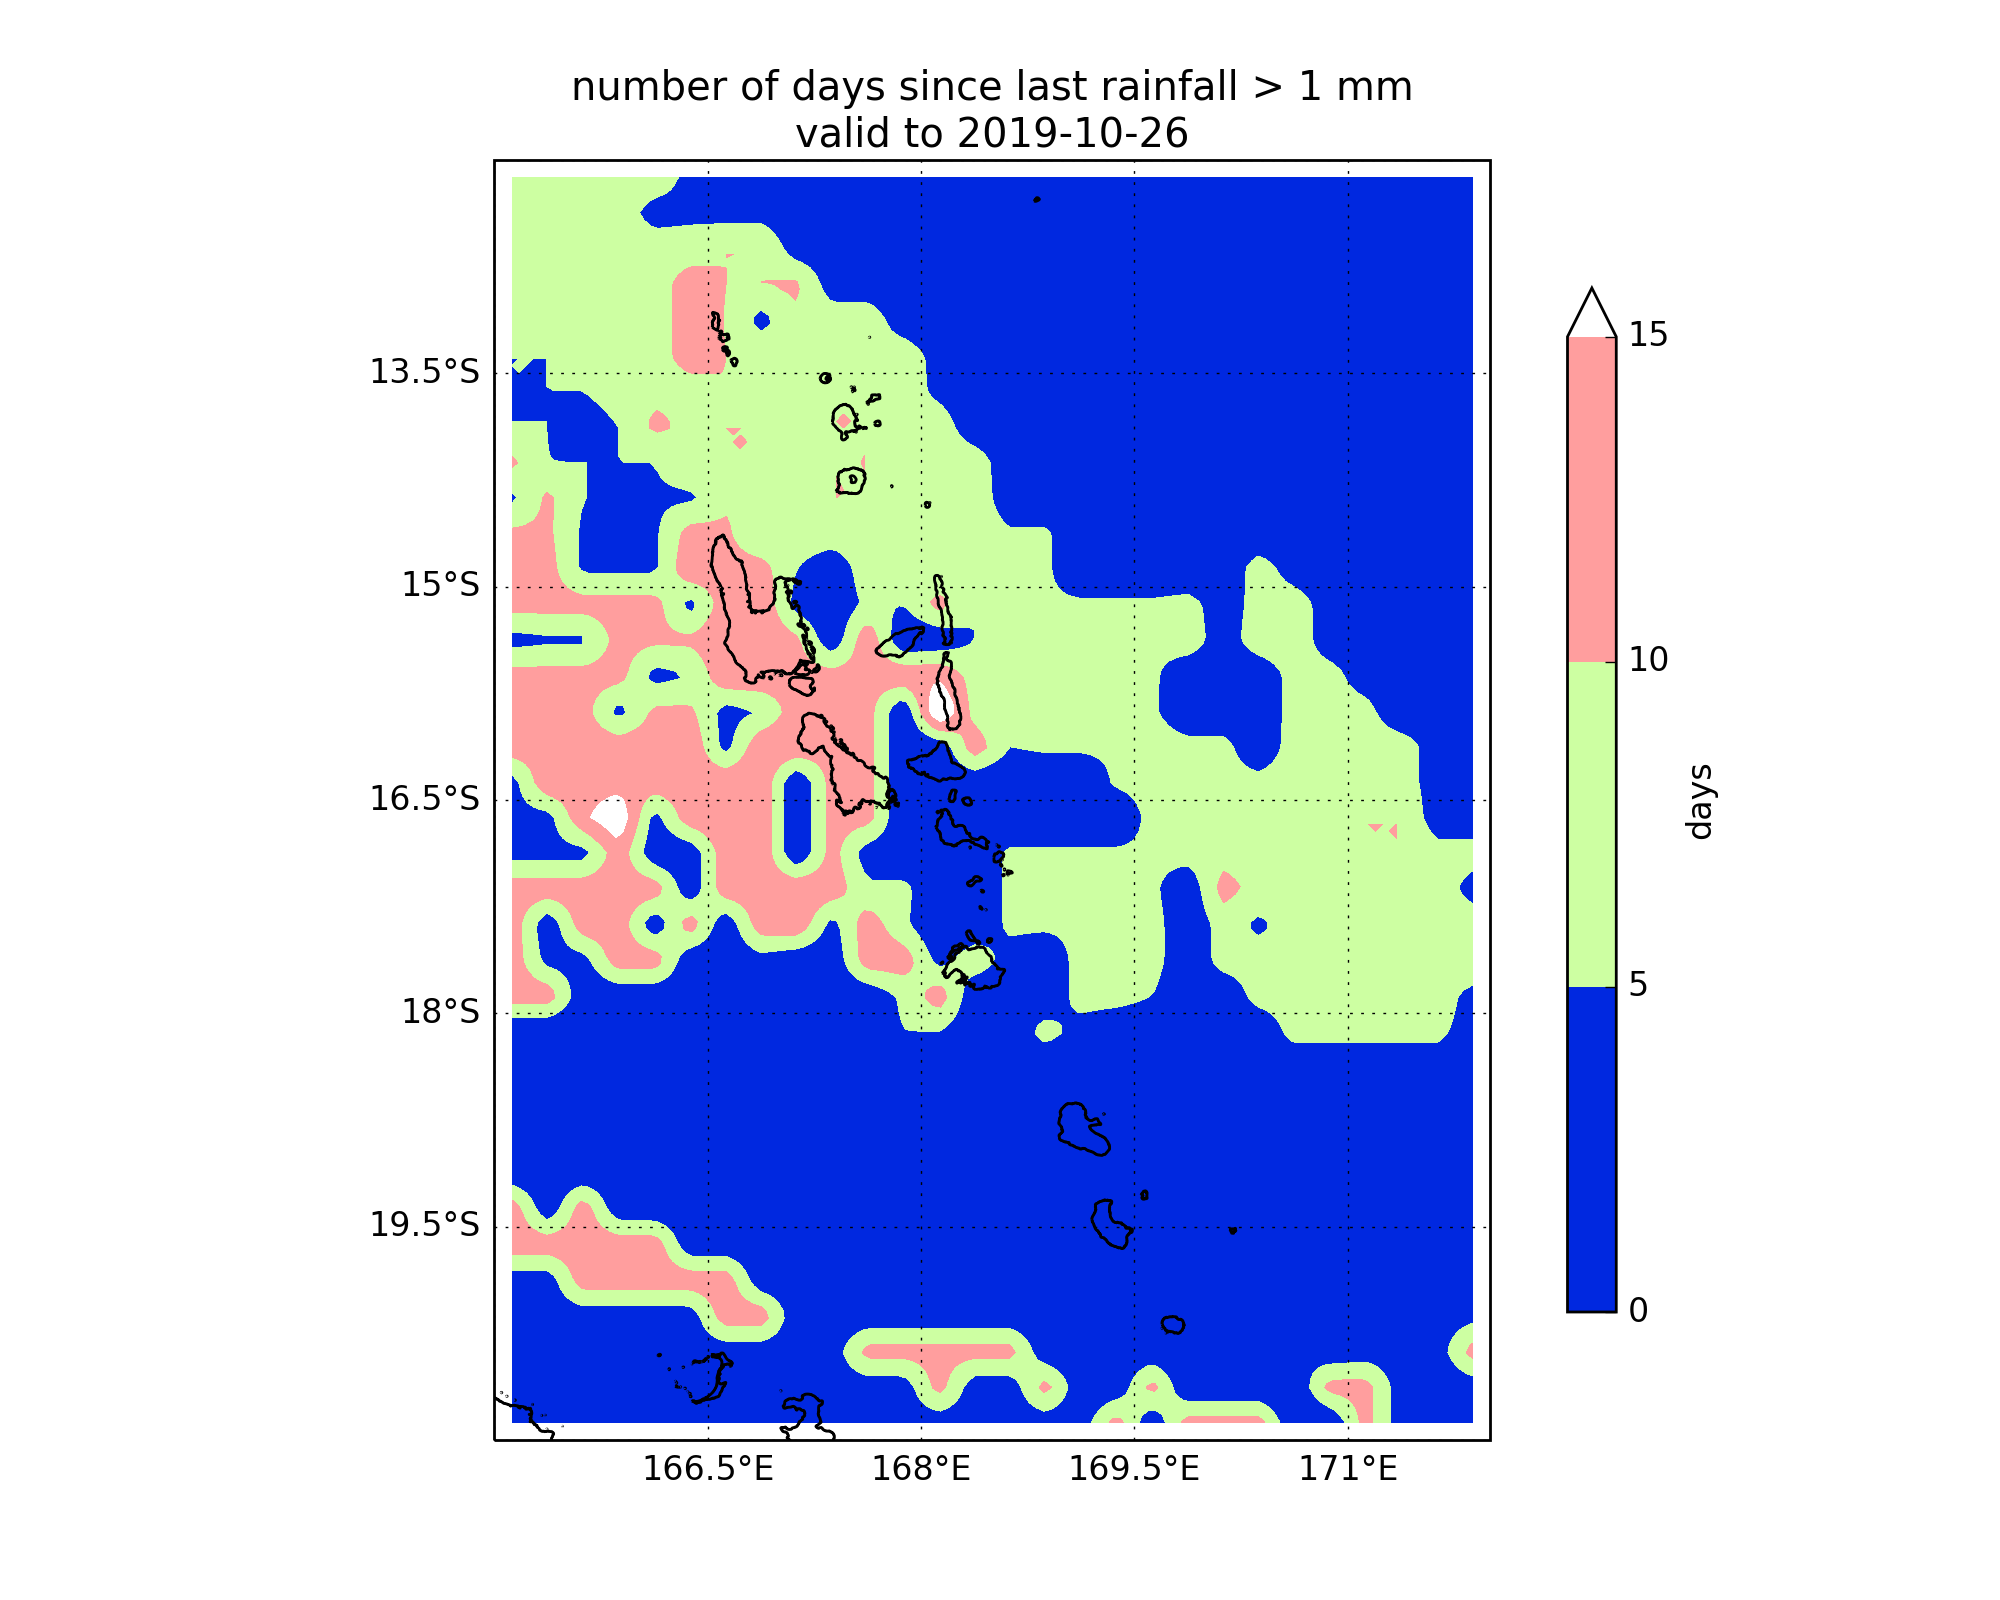 number of days since last rainfall > 1 mm
valid to 2019-10-26
13.5°S
15°S
16.5°S
18°S
19.5°S
166.5°E
168°E
169.5°E
171°E
15
10
5
0
days